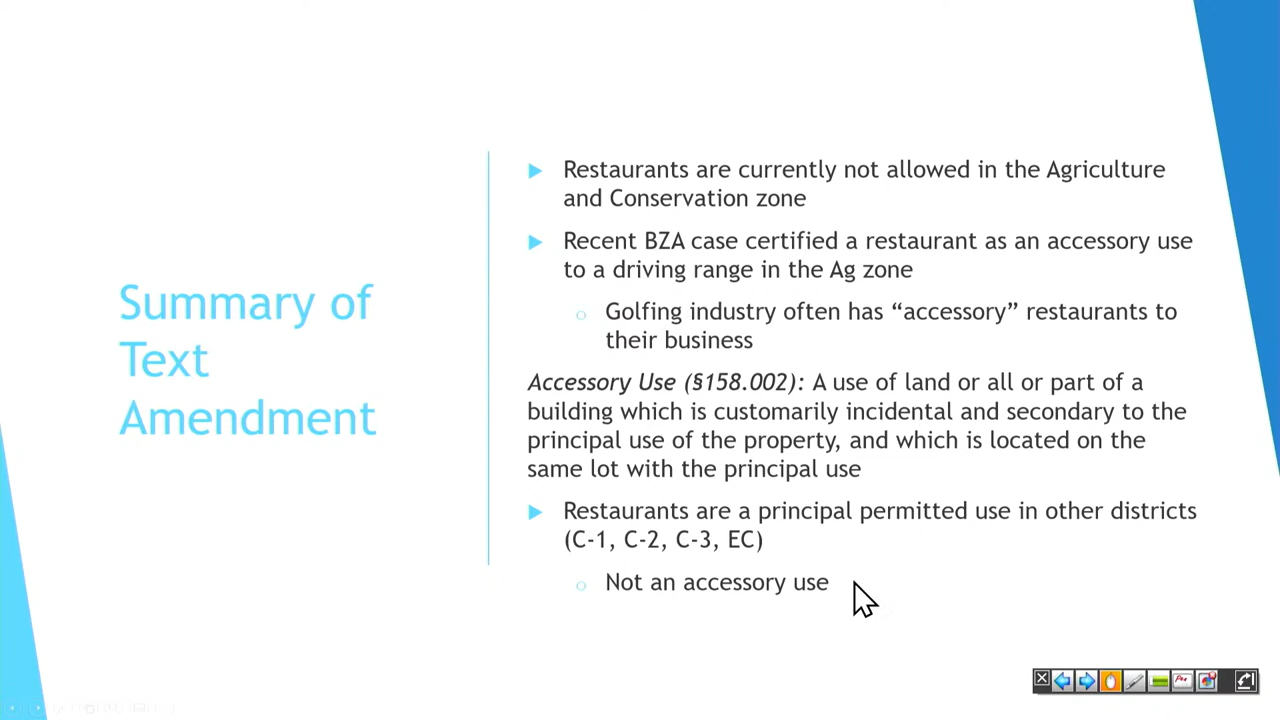 Summary of
Text
Amendment
Restaurants are currently not allowed in the Agriculture
and Conservation zone
Recent BZA case certified a restaurant as an accessory use
to a driving range in the Ag zone
Golfing industry often has “accessory” restaurants to
their business
Accessory Use (§158.002): A use of land or all or part of a
building which is customarily incidental and secondary to the
principal use of the property, and which is located on the
same lot with the principal use
Restaurants are a principal permitted use in other districts
(C-1, C-2, C-3, EC)
Not an accessory use